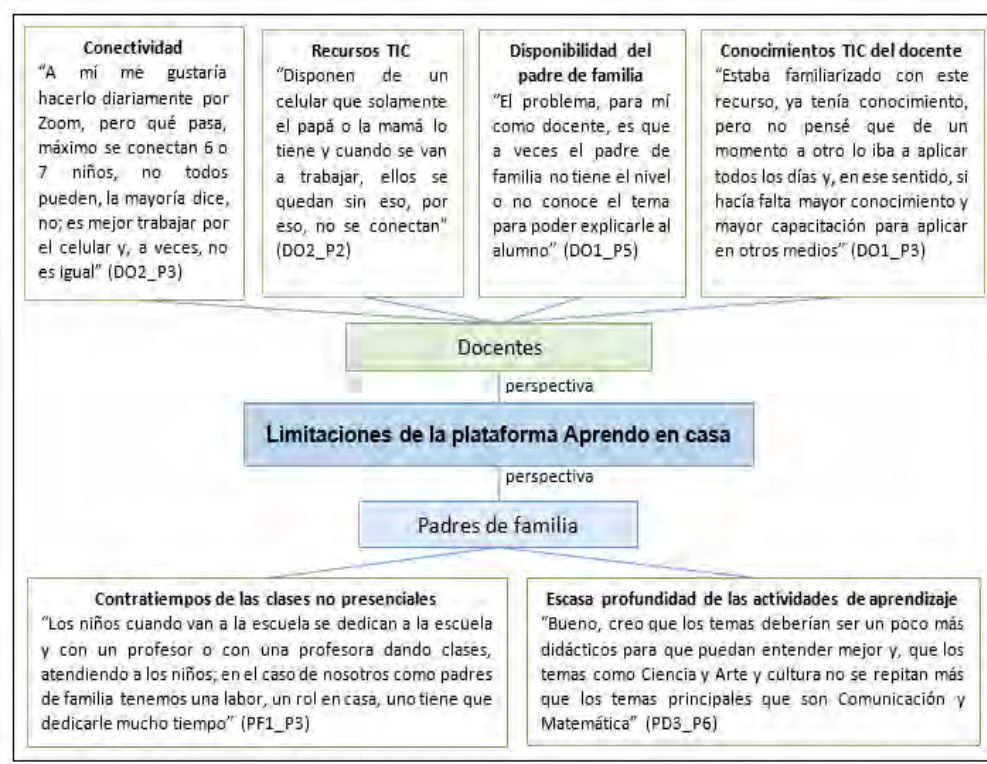 Conectividad
“A mí me gustaría
hacerlo diariamente por
Zoom, pero qué pasa,
máximo se conectan 6 o
7 niños, no todos
pueden, la mayoría dice,
no; es mejor trabajar por
el celular y, a veces, no
es igual” (DO2_P3)
Recursos TIC
“Disponen de un
celular que solamente
el papá o la mamá lo
tiene y cuando se van
a trabajar, ellos se
quedan sin eso, por
eso, no se conectan”
(DO2_P2)
Disponibilidad del
padre de familia
“El problema, para mí
como docente, es que
a veces el padre de
familia no tiene el nivel
o no conoce el tema
para poder explicarle al
alumno” (DO1_P5)
Conocimientos TIC del docente
“Estaba familiarizado con este
recurso, ya tenía conocimiento,
pero no pensé que de un
momento a otro lo iba a aplicar
todos los días y, en ese sentido, si
hacía falta mayor conocimiento y
mayor capacitación para aplicar
en otros medios” (DO1_P3)
Docentes
perspectiva
Limitaciones de la plataforma Aprendo en casa
perspectiva
Padres de familia
Contratiempos de las clases no presenciales
“Los niños cuando van a la escuela se dedican a la escuela
y con un profesor o con una profesora dando clases,
atendiendo a los niños; en el caso de nosotros como padres
de familia tenemos una labor, un rol en casa, uno tiene que
dedicarle mucho tiempo” (PF1_P3)
Escasa profundidad de las actividades de aprendizaje
“Bueno, creo que los temas deberían ser un poco más
didácticos para que puedan entender mejor y, que los
temas como Ciencia y Arte y cultura no se repitan más
que los temas principales que son Comunicación y
Matemática” (PD3_P6)